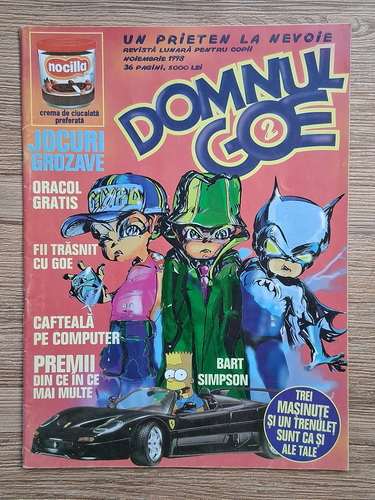 UN PRIETEN LA NEVOIE
REVISTĂ LUNARĂ PENTRU COPII
NOIEMBRIE 1998
36 PAGINI, 5000 LEI
nocilla
crema de ciucalată
preferată
DOMNUL
GOE
2
JOCURI
GROZAVE
ORACOL
GRATIS
FII TRĂSNIT
CU GOE
CAFTEALĂ
PE COMPUTER
PREMII
DIN CE ÎN CE
MAI MULTE
BART
SIMPSON
TREI
MAȘINUȚE
ȘI UN TRENULEȚ
SUNT CA ȘI
ALE TALE